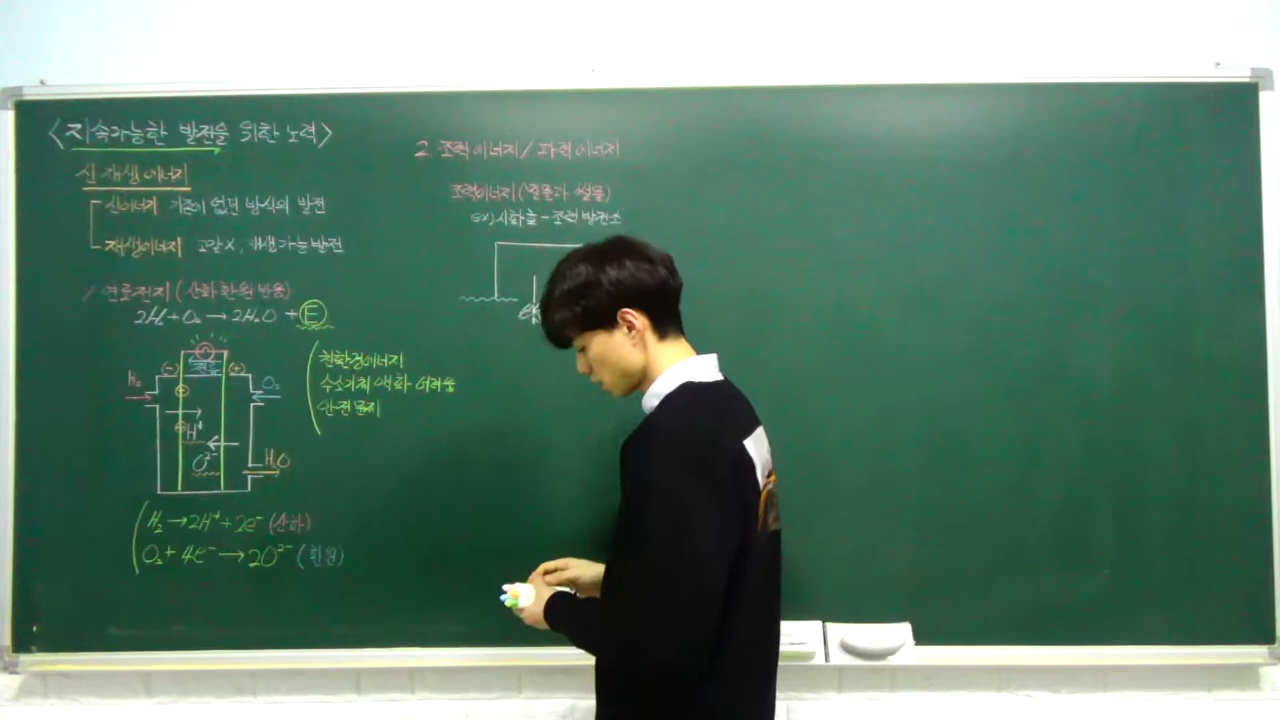 <지속가능한 발전을 위한 노력>
신 재생 에너지
신에너지 기존에 없던 방식의 발전
재생에너지 고갈X, 재생가능 발전
1. 연료전지 (산화 환원 반응)
2H₂ + O₂ → 2H₂O + E
(-) (+)
H₂ O₂
H⁺
O²⁻
H₂O
친환경에너지
수소기체 액화 어려움
안전 문제
H₂ → 2H⁺ + 2e⁻ (산화)
O₂ + 4e⁻ → 2O²⁻ (환원)
2. 조력 에너지 / 파력 에너지
조력에너지 (밀물과 썰물)
ex) 시화호 - 조력 발전소